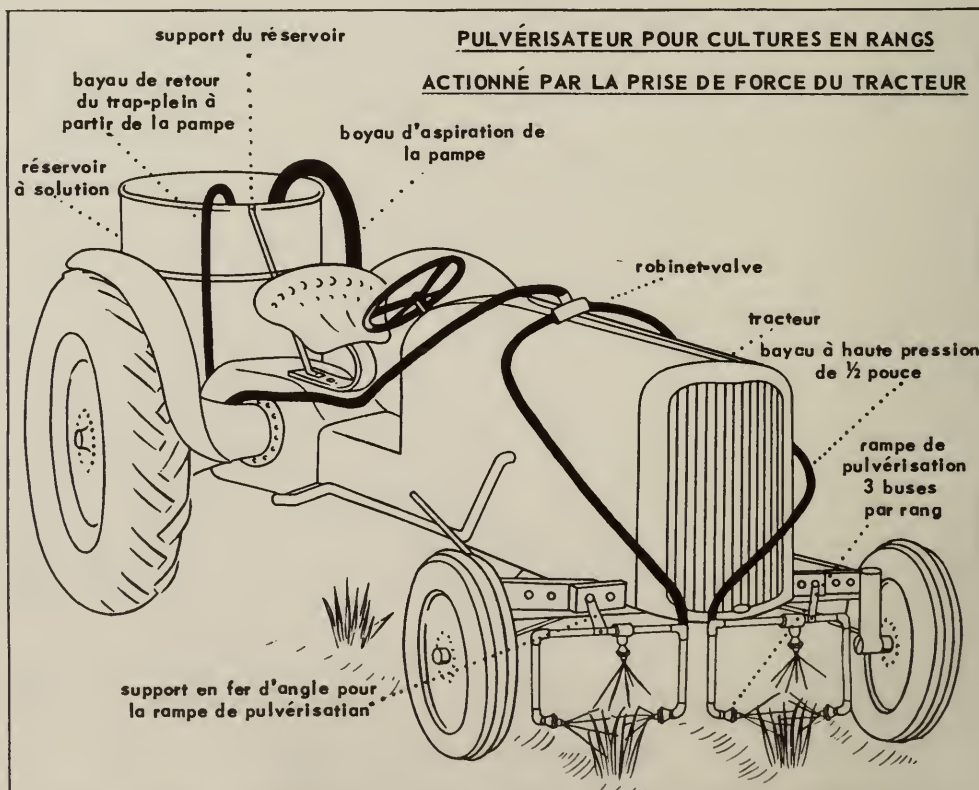 PULVÉRISATEUR POUR CULTURES EN RANGS
ACTIONNÉ PAR LA PRISE DE FORCE DU TRACTEUR
support du réservoir
bayau de retour
du trap-plein à
partir de la pampe
boyau d'aspiration de
la pampe
réservoir
à solution
robinet-valve
tracteur
bayau à haute pression
de ½ pouce
rampe de
pulvérisation
3 buses
par rang
support en fer d'angle pour
la rampe de pulvérisatian